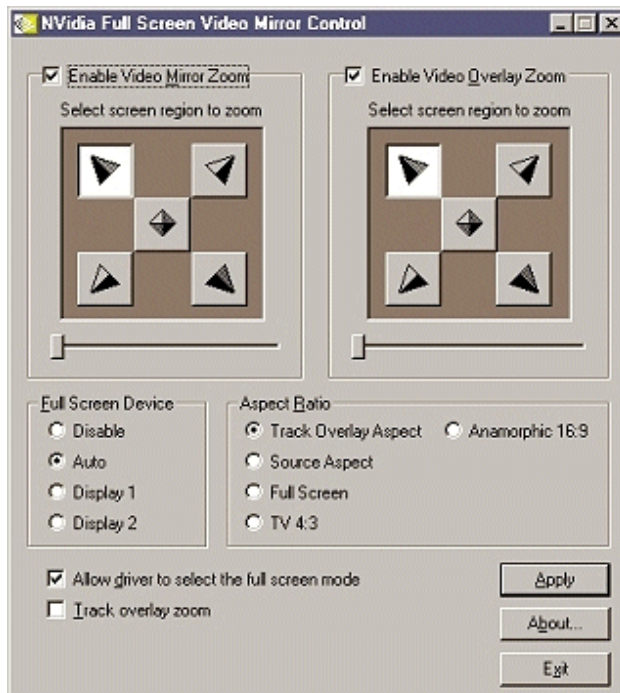 NVidia Full Screen Video Mirror Control
Enable Video Mirror Zoom
Select screen region to zoom
Enable Video Overlay Zoom
Select screen region to zoom
Full Screen Device
Disable
Auto
Display 1
Display 2
Aspect Ratio
Track Overlay Aspect
Anamorphic 16:9
Source Aspect
Full Screen
TV 4:3
Allow driver to select the full screen mode
Track overlay zoom
Apply
About...
Exit